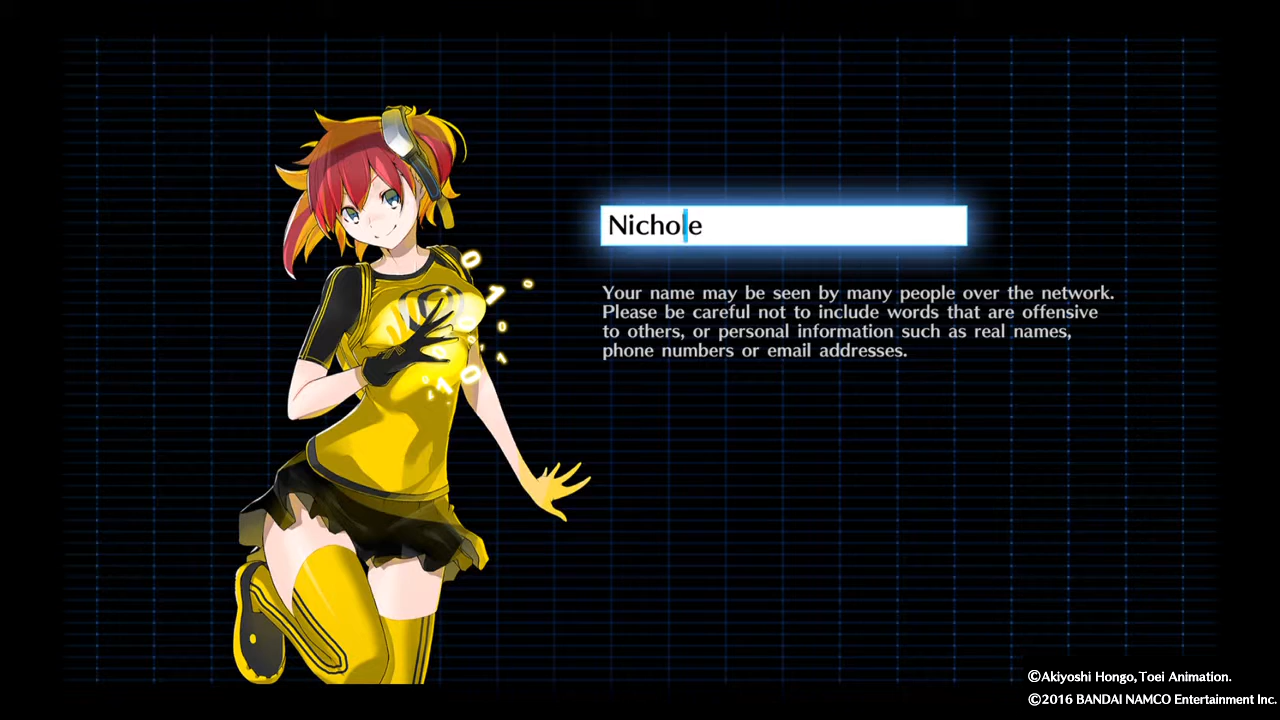 Nichole
Your name may be seen by many people over the network.
Please be careful not to include words that are offensive
to others, or personal information such as real names,
phone numbers or email addresses.
©Akiyoshi Hongo, Toei Animation.
©2016 BANDAI NAMCO Entertainment Inc.